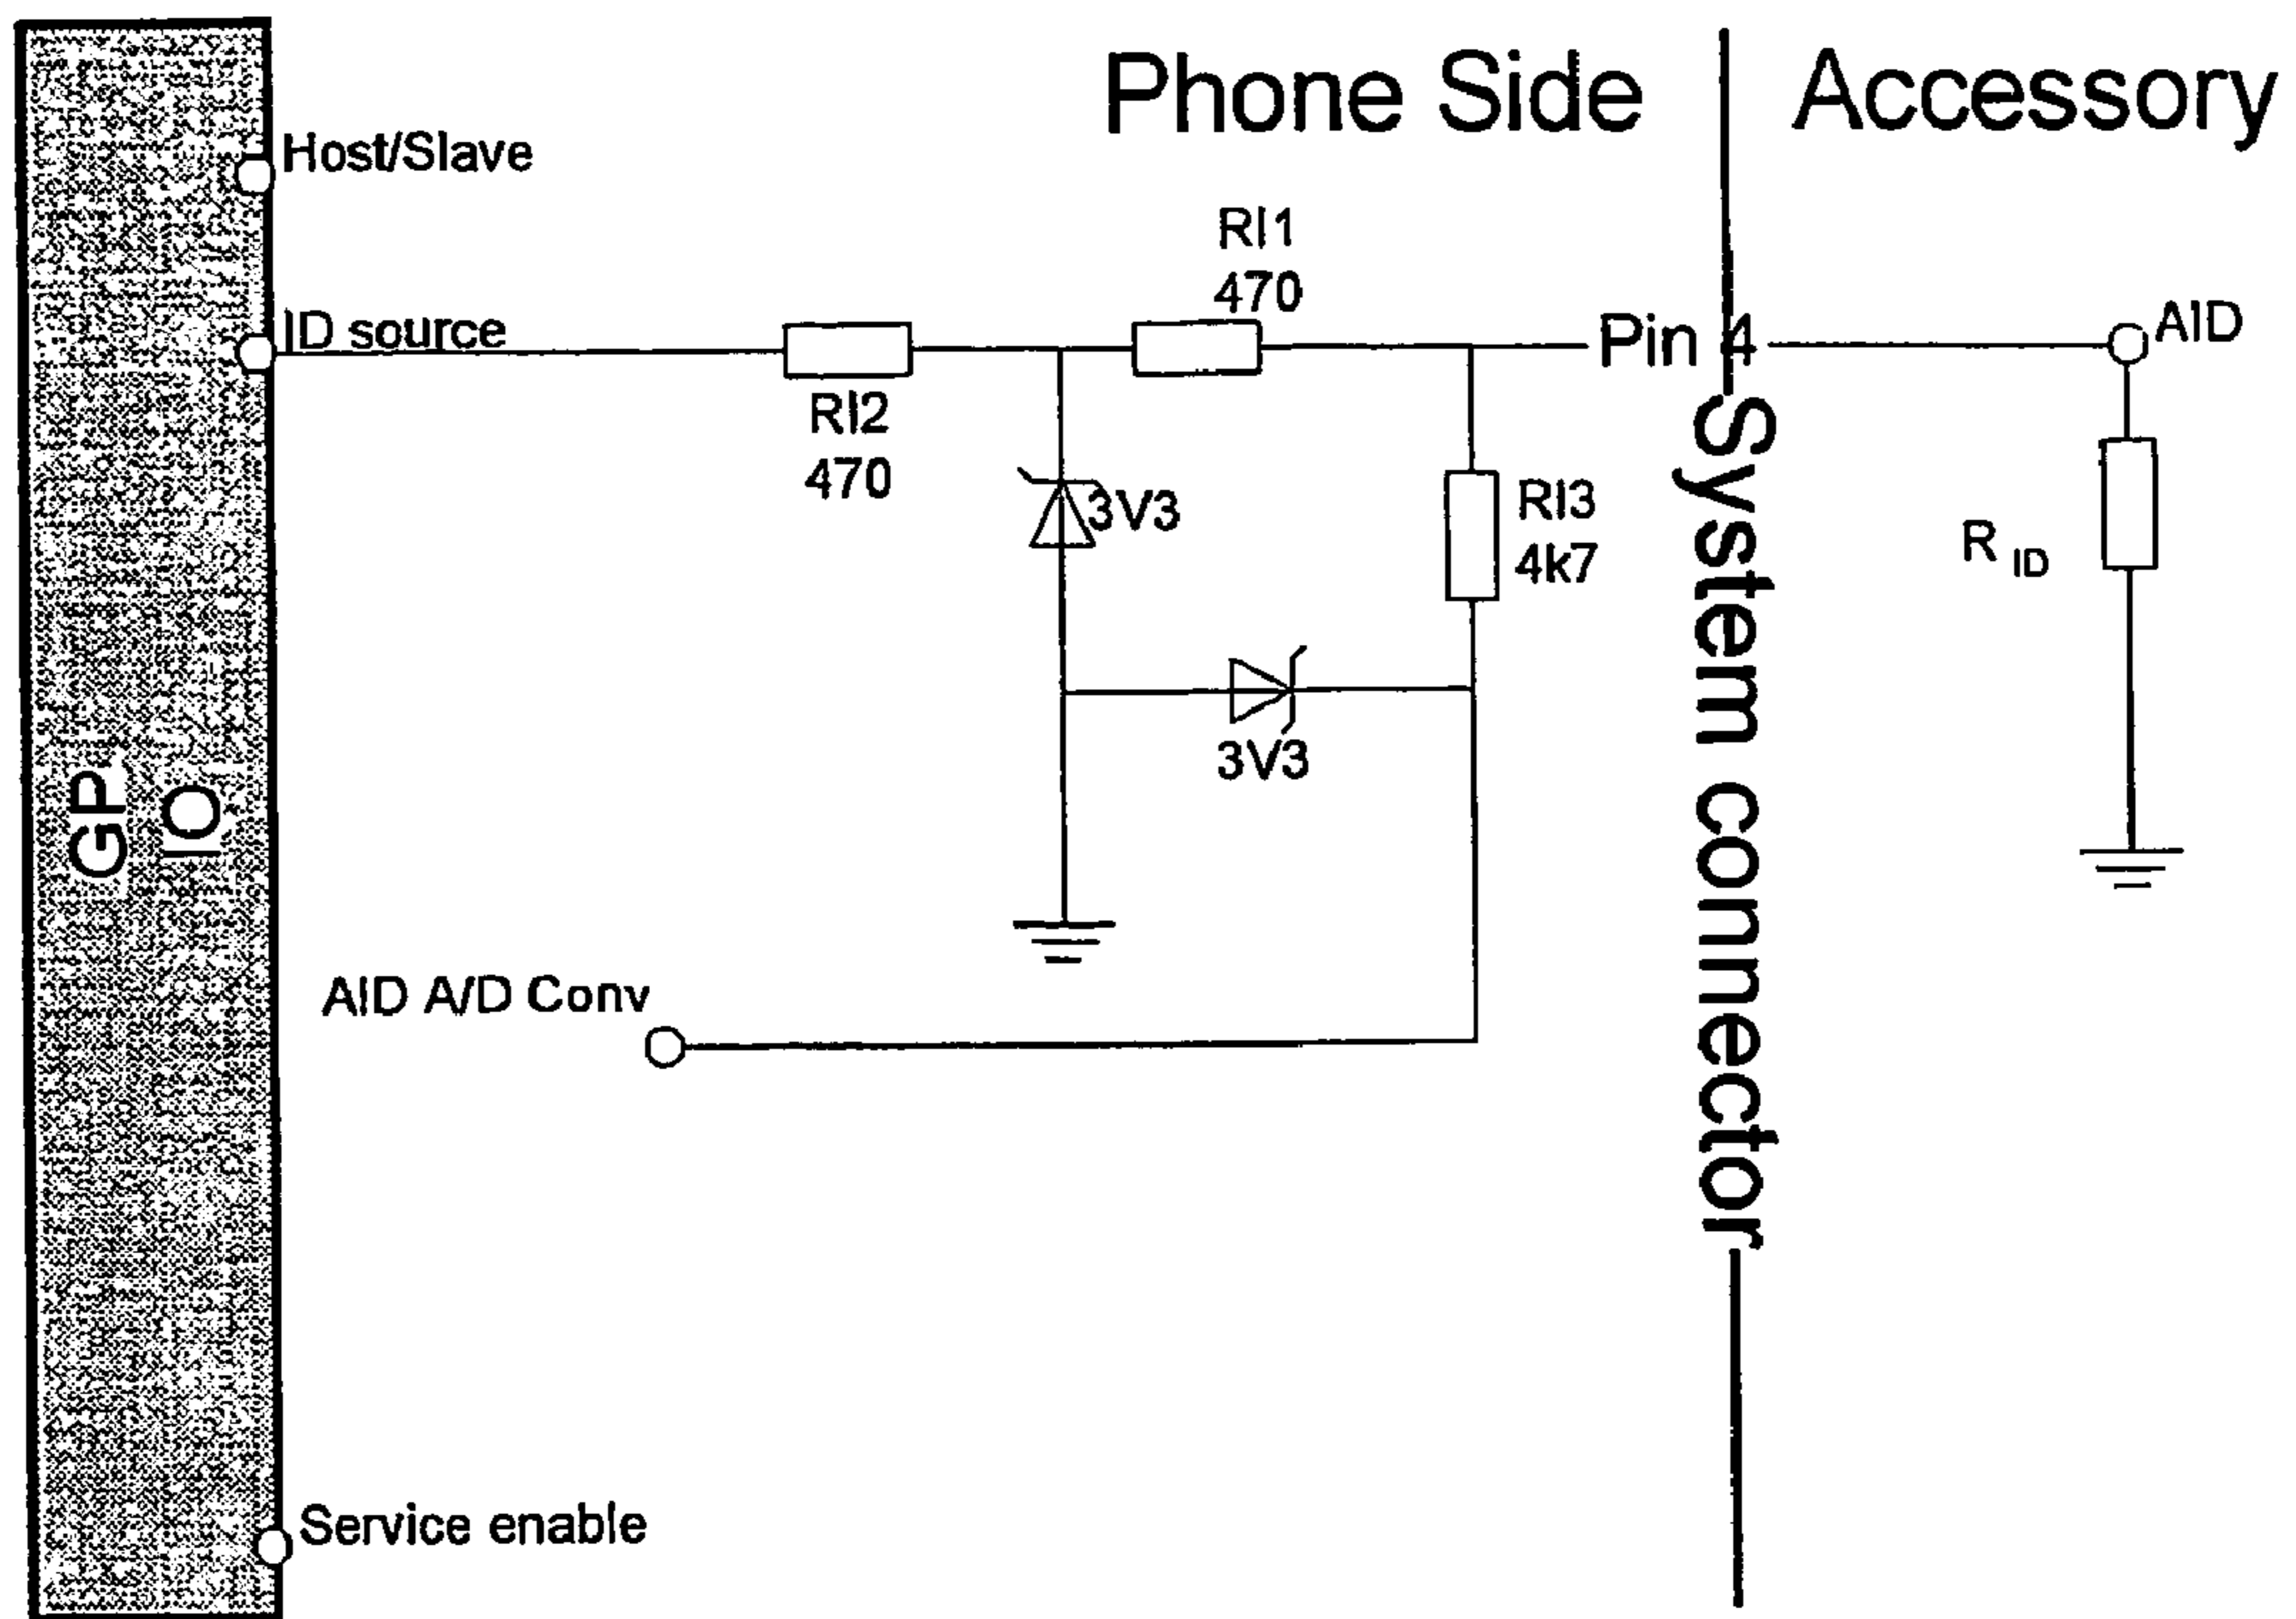 Phone Side
Accessory
Host/Slave
RI1
470
ID source
Pin 4
AID
RI2
470
3V3
RI3
4k7
R ID
System connector
3V3
GP
IO
AID A/D Conv
Service enable